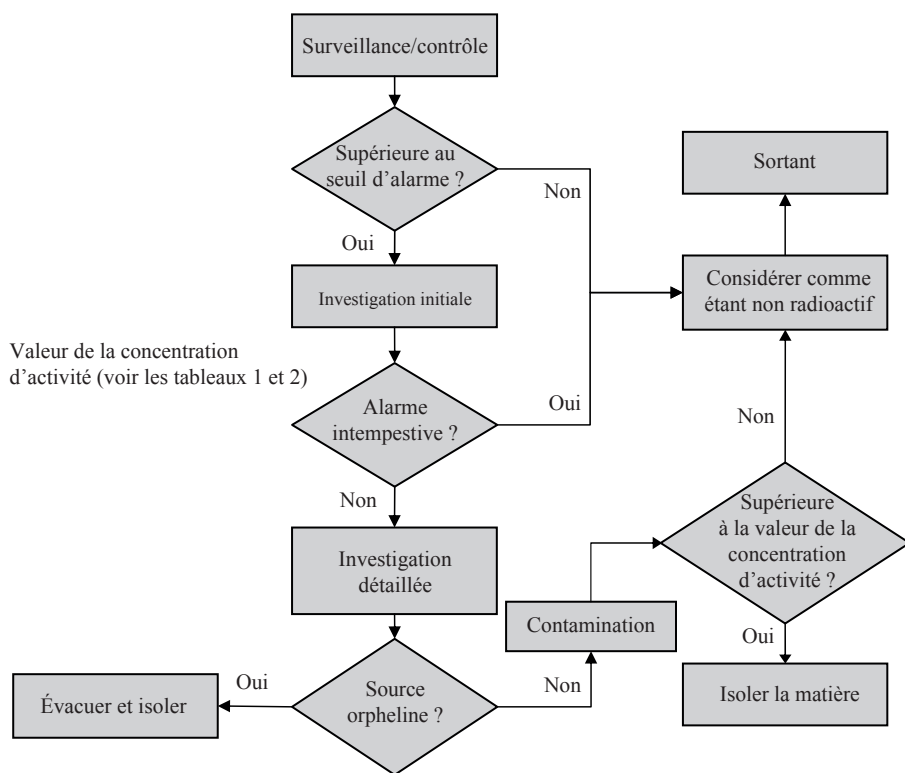 Surveillance/contrôle
Supérieure au
seuil d’alarme ?
Non
Oui
Sortant
Investigation initiale
Considérer comme
étant non radioactif
Valeur de la concentration
d’activité (voir les tableaux 1 et 2)
Alarme
intempestive ?
Oui
Non
Non
Investigation
détaillée
Supérieure
à la valeur de la
concentration
d’activité ?
Contamination
Oui
Source
orpheline ?
Oui
Non
Évacuer et isoler
Isoler la matière